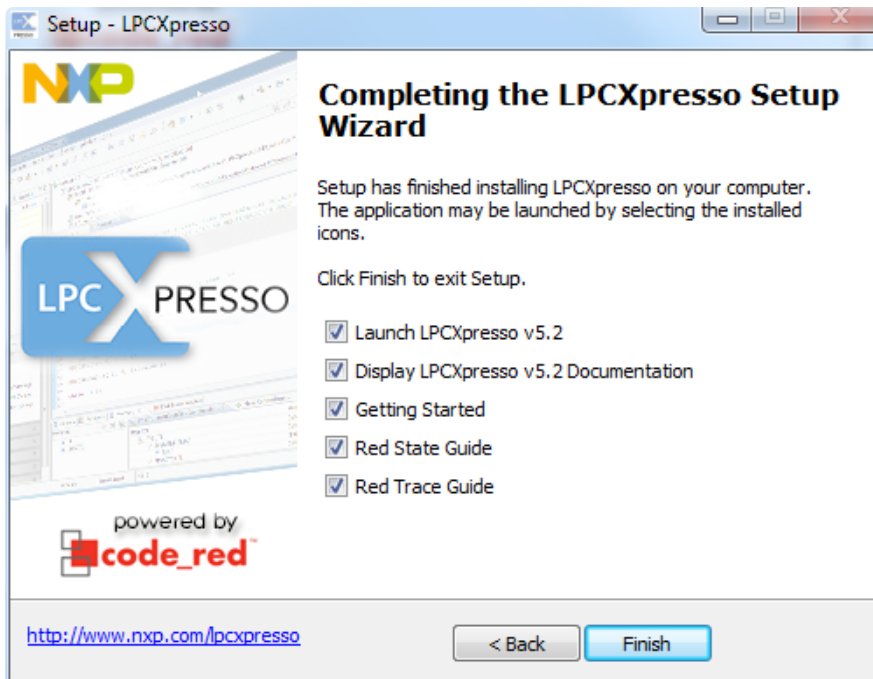 Setup - LPCXpresso
NXP
Completing the LPCXpresso Setup
Wizard
Setup has finished installing LPCXpresso on your computer.
The application may be launched by selecting the installed
icons.
Click Finish to exit Setup.
LPCXPRESSO
Launch LPCXpresso v5.2
Display LPCXpresso v5.2 Documentation
Getting Started
Red State Guide
Red Trace Guide
powered by
code_red™
http://www.nxp.com/lpcxpresso
< Back
Finish